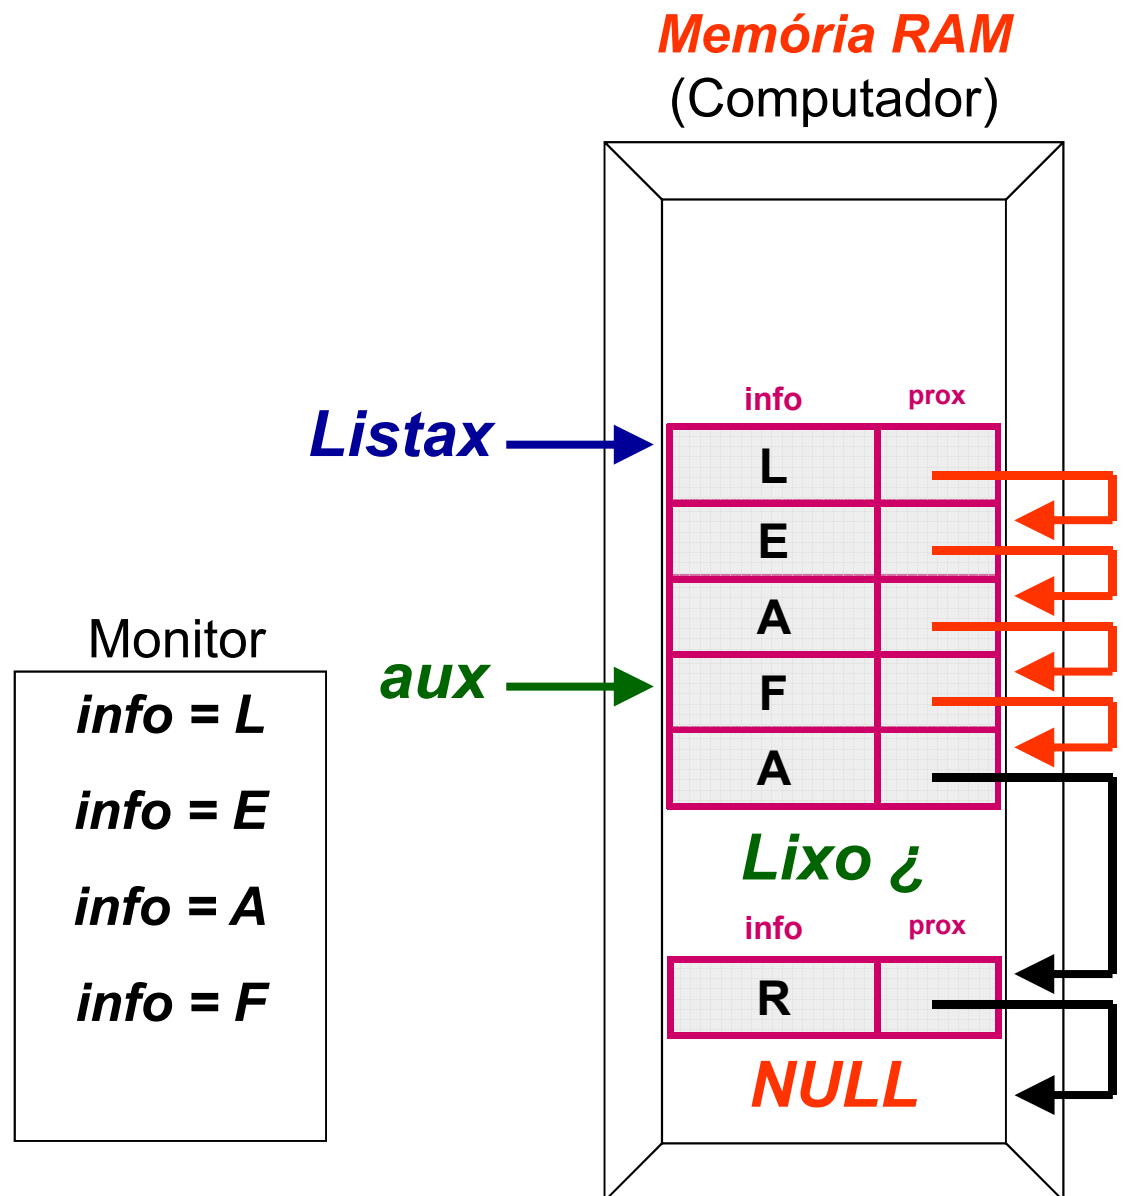 Memória RAM
(Computador)
info prox
Listax
L
E
A
aux
F
A
Lixo ¿
info prox
R
NULL
Monitor
info = L
info = E
info = A
info = F